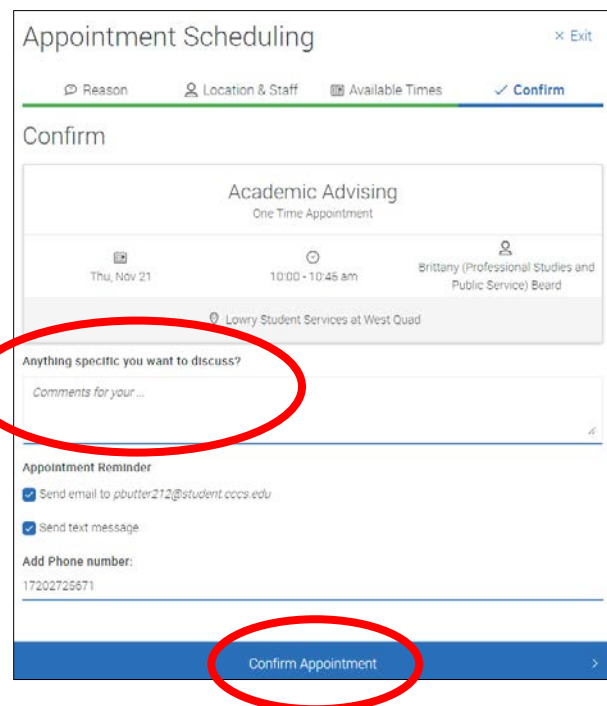 Appointment Scheduling
× Exit
Reason
Location & Staff
Available Times
Confirm
Confirm
Academic Advising
One Time Appointment
Thu, Nov 21
10:00 - 10:45 am
Brittany (Professional Studies and
Public Service) Beard
Lowry Student Services at West Quad
Anything specific you want to discuss?
Comments for your ...
Appointment Reminder
Send email to pbutter212@student.cccs.edu
Send text message
Add Phone number:
17202725671
Confirm Appointment